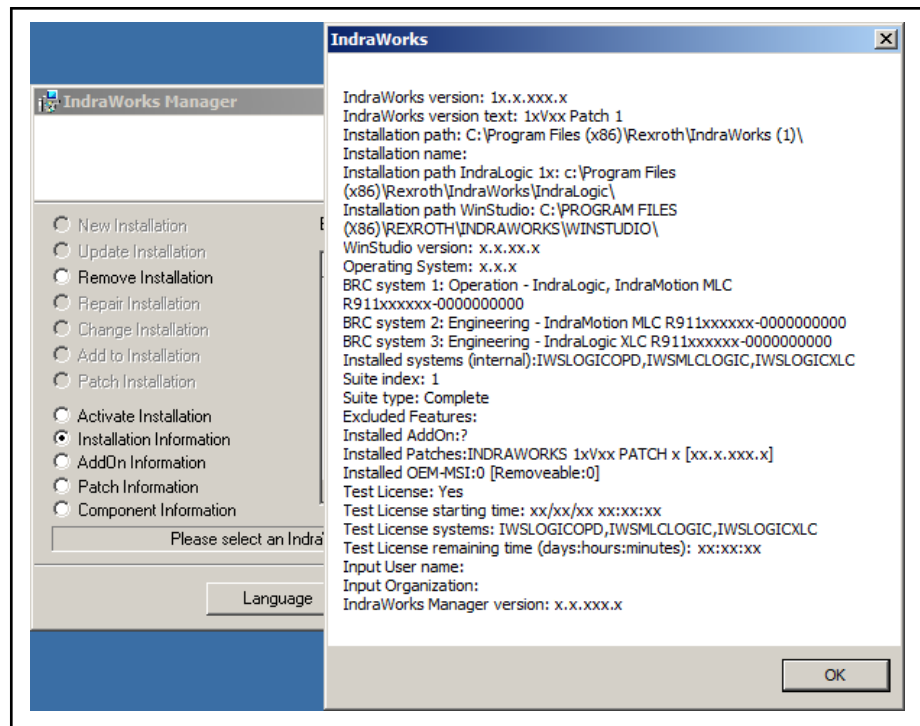 IndraWorks Manager
New Installation
Update Installation
Remove Installation
Repair Installation
Change Installation
Add to Installation
Patch Installation
Activate Installation
Installation Information
AddOn Information
Patch Information
Component Information
Please select an
Language
IndraWorks
IndraWorks version: 1x.x.xxx.x
IndraWorks version text: 1xVxx Patch 1
Installation path: C:\Program Files (x86)\Rexroth\IndraWorks (1)\
Installation name:
Installation path IndraLogic 1x: c:\Program Files
(x86)\Rexroth\IndraWorks\IndraLogic\
Installation path WinStudio: C:\PROGRAM FILES
(X86)\REXROTH\INDRAWORKS\WINSTUDIO\
WinStudio version: x.x.xx.x
Operating System: x.x.x
BRC system 1: Operation - IndraLogic, IndraMotion MLC
R911xxxxxx-0000000000
BRC system 2: Engineering - IndraMotion MLC R911xxxxxx-0000000000
BRC system 3: Engineering - IndraLogic XLC R911xxxxxx-0000000000
Installed systems (internal):IWSLOGICOPD,IWSMLCLOGIC,IWSLOGICXLC
Suite index: 1
Suite type: Complete
Excluded Features:
Installed AddOn:?
Installed Patches:INDRAWORKS 1xVxx PATCH x [xx.x.xxx.x]
Installed OEM-MSI:0 [Removeable:0]
Test License: Yes
Test License starting time: xx/xx/xx xx:xx:xx
Test License systems: IWSLOGICOPD,IWSMLCLOGIC,IWSLOGICXLC
Test License remaining time (days:hours:minutes): xx:xx:xx
Input User name:
Input Organization:
IndraWorks Manager version: x.x.xxx.x
OK